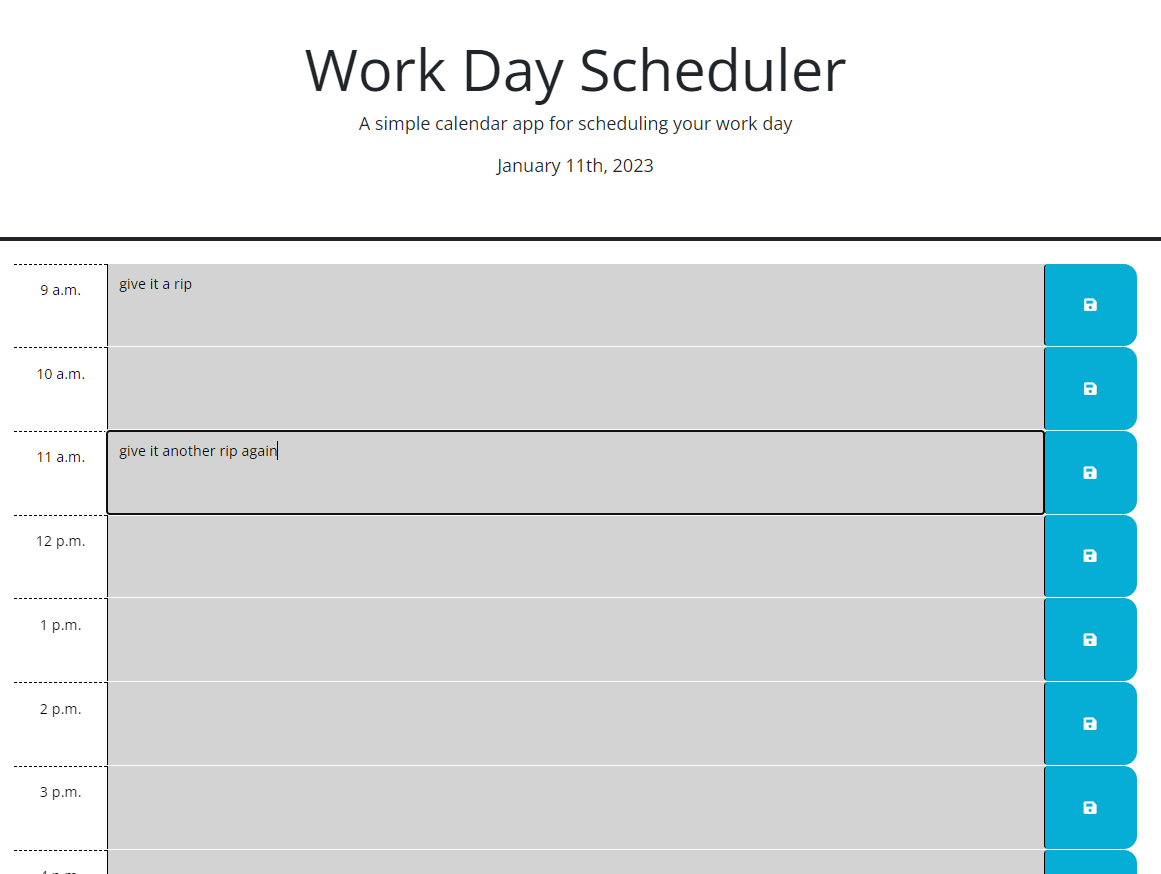 Work Day Scheduler
A simple calendar app for scheduling your work day
January 11th, 2023
9 a.m. give it a rip
10 a.m.
11 a.m. give it another rip again
12 p.m.
1 p.m.
2 p.m.
3 p.m.